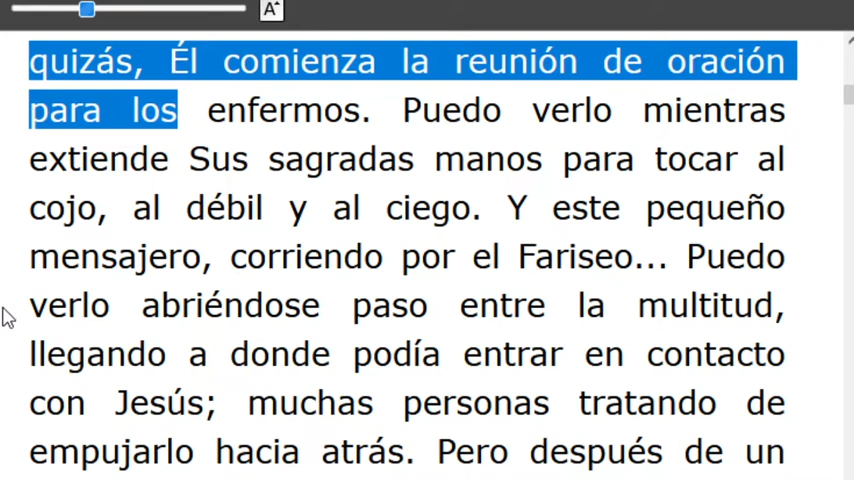 A
quizás, Él comienza la reunión de oración
para los enfermos. Puedo verlo mientras
extiende Sus sagradas manos para tocar al
cojo, al débil y al ciego. Y este pequeño
mensajero, corriendo por el Fariseo... Puedo
verlo abriéndose paso entre la multitud,
llegando a donde podía entrar en contacto
con Jesús; muchas personas tratando de
empujarlo hacia atrás. Pero después de un